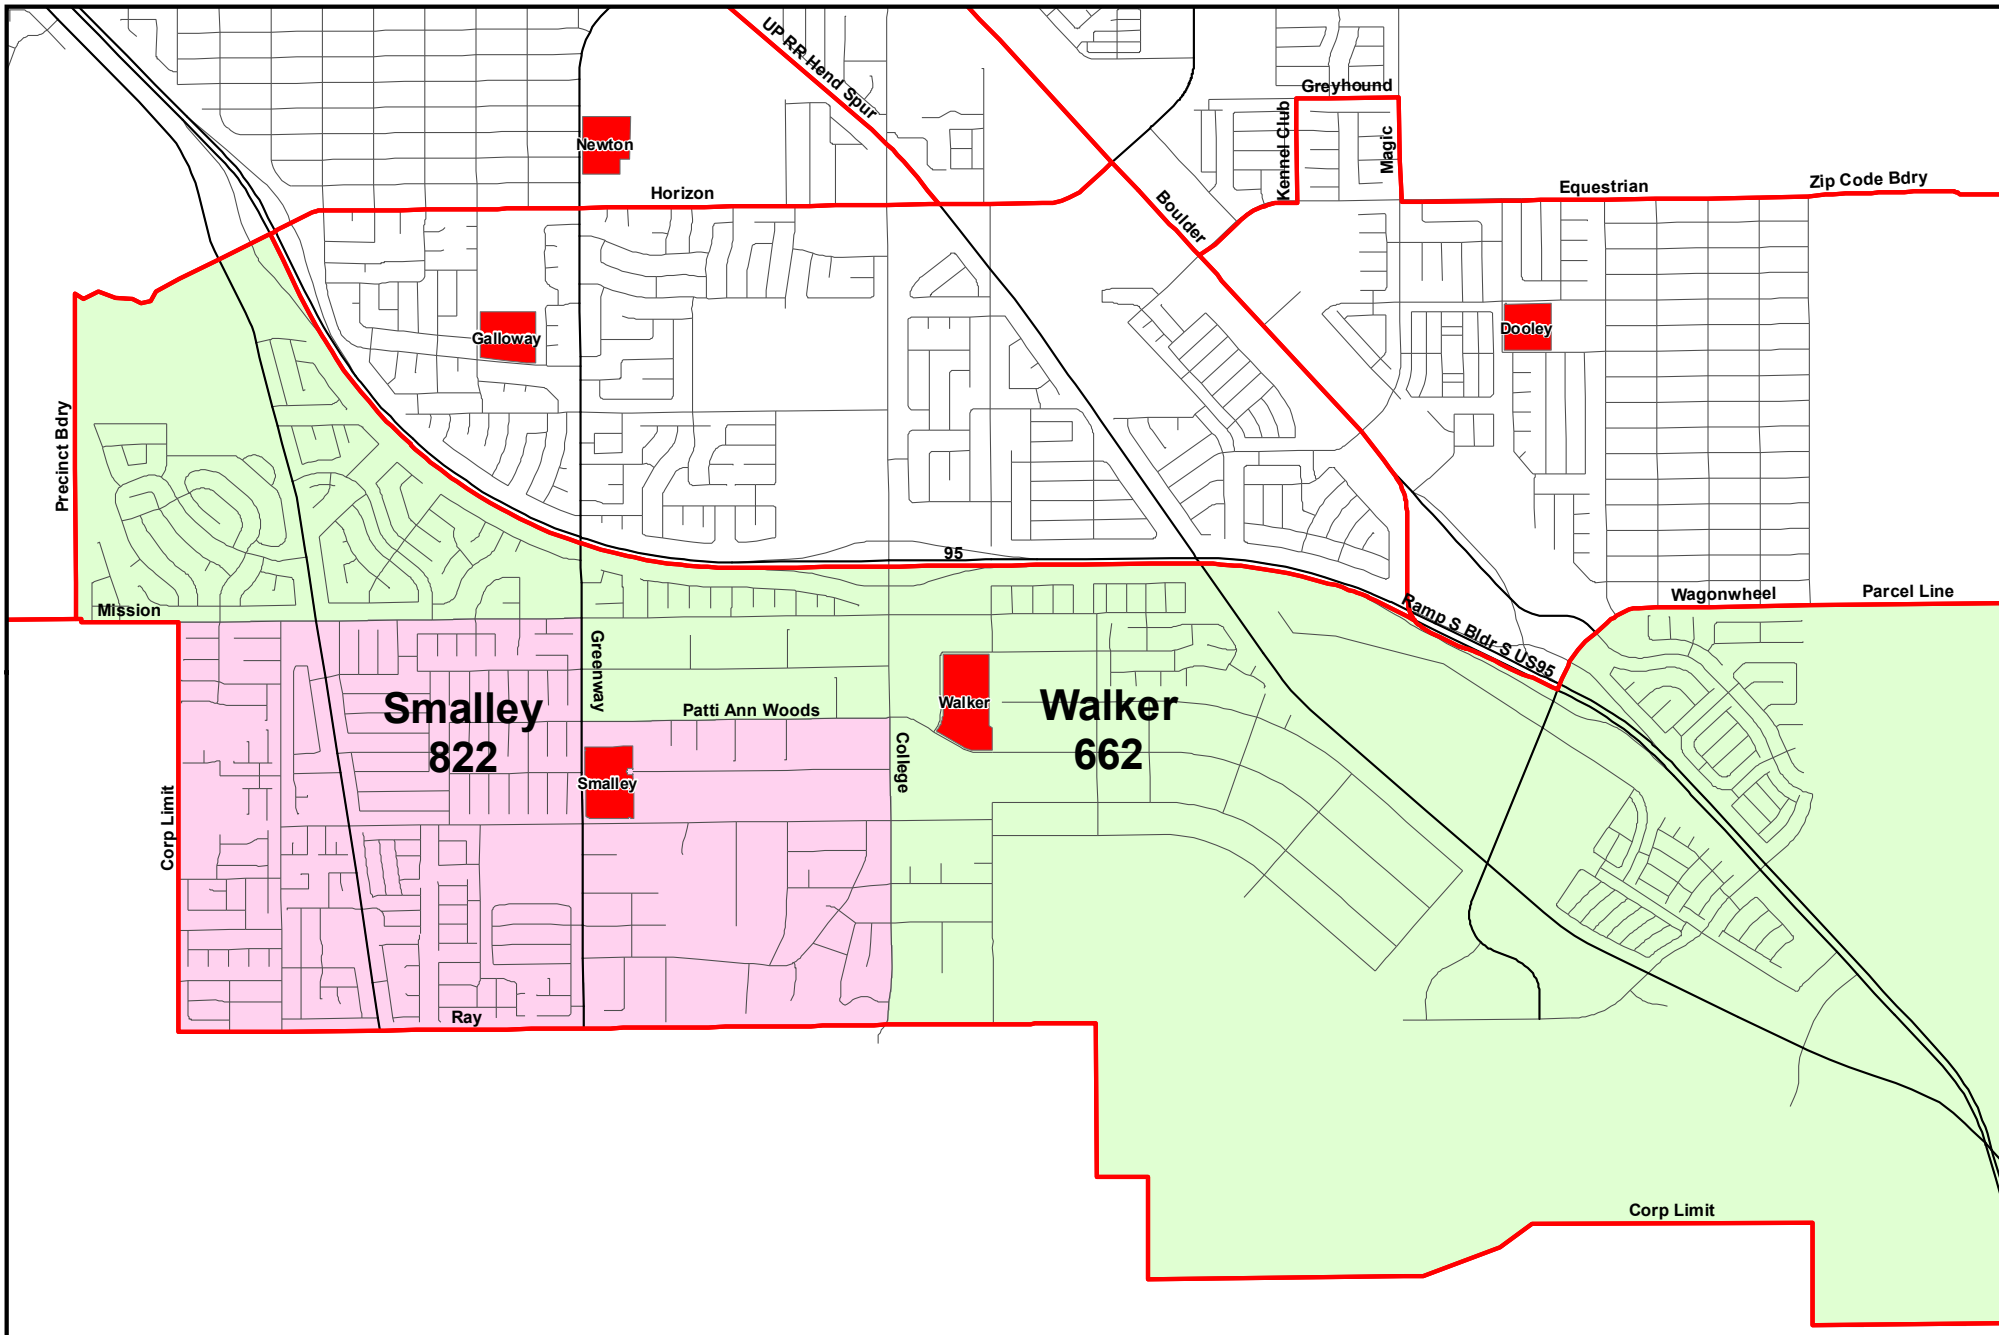 UP RR Hend Spur
Greyhound
Kennel Club
Magic
Newton
Horizon
Equestrian
Zip Code Bdry
Boulder
Galloway
Dooley
Precinct Bdry
95
Mission
Wagonwheel
Parcel Line
Ramp S Bldr S US95
Greenway
Smalley
822
Patti Ann Woods
Walker
Walker
662
College
Smalley
Corp Limit
Ray
Corp Limit